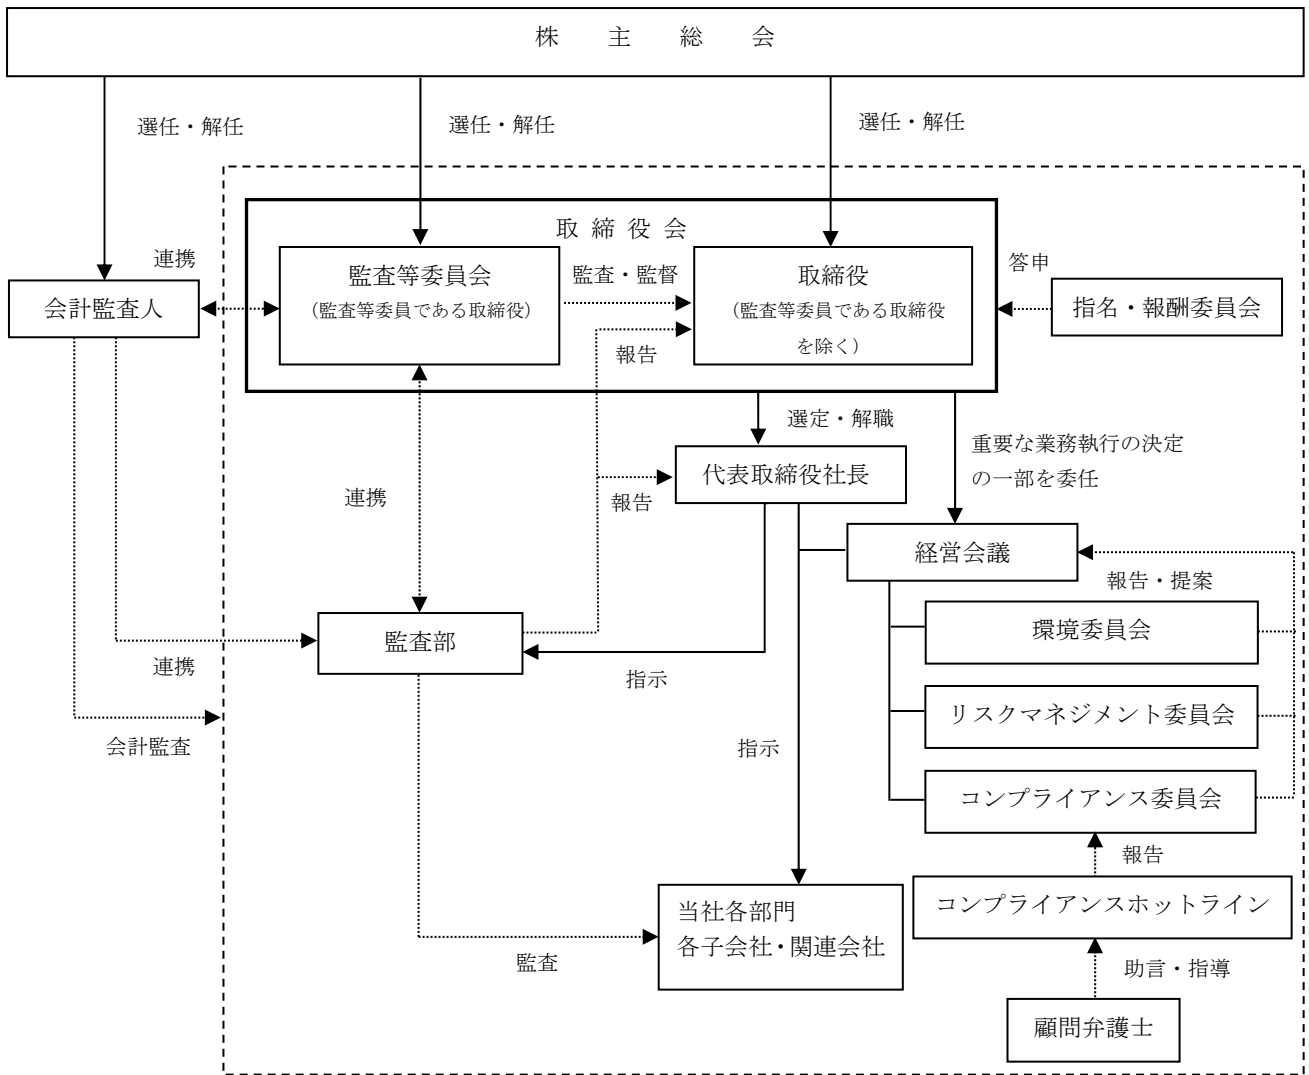 株主総会
選任・解任
選任・解任
選任・解任
取締役会
連携
会計監査人
監査等委員会
(監査等委員である取締役)
監査・監督
報告
取締役
(監査等委員である取締役
を除く)
答申
指名・報酬委員会
選定・解職
代表取締役社長
重要な業務執行の決定
の一部を委任
連携
報告
経営会議
報告・提案
環境委員会
監査部
連携
指示
リスクマネジメント委員会
会計監査
指示
コンプライアンス委員会
報告
当社各部門
各子会社・関連会社
監査
コンプライアンスホットライン
助言・指導
顧問弁護士